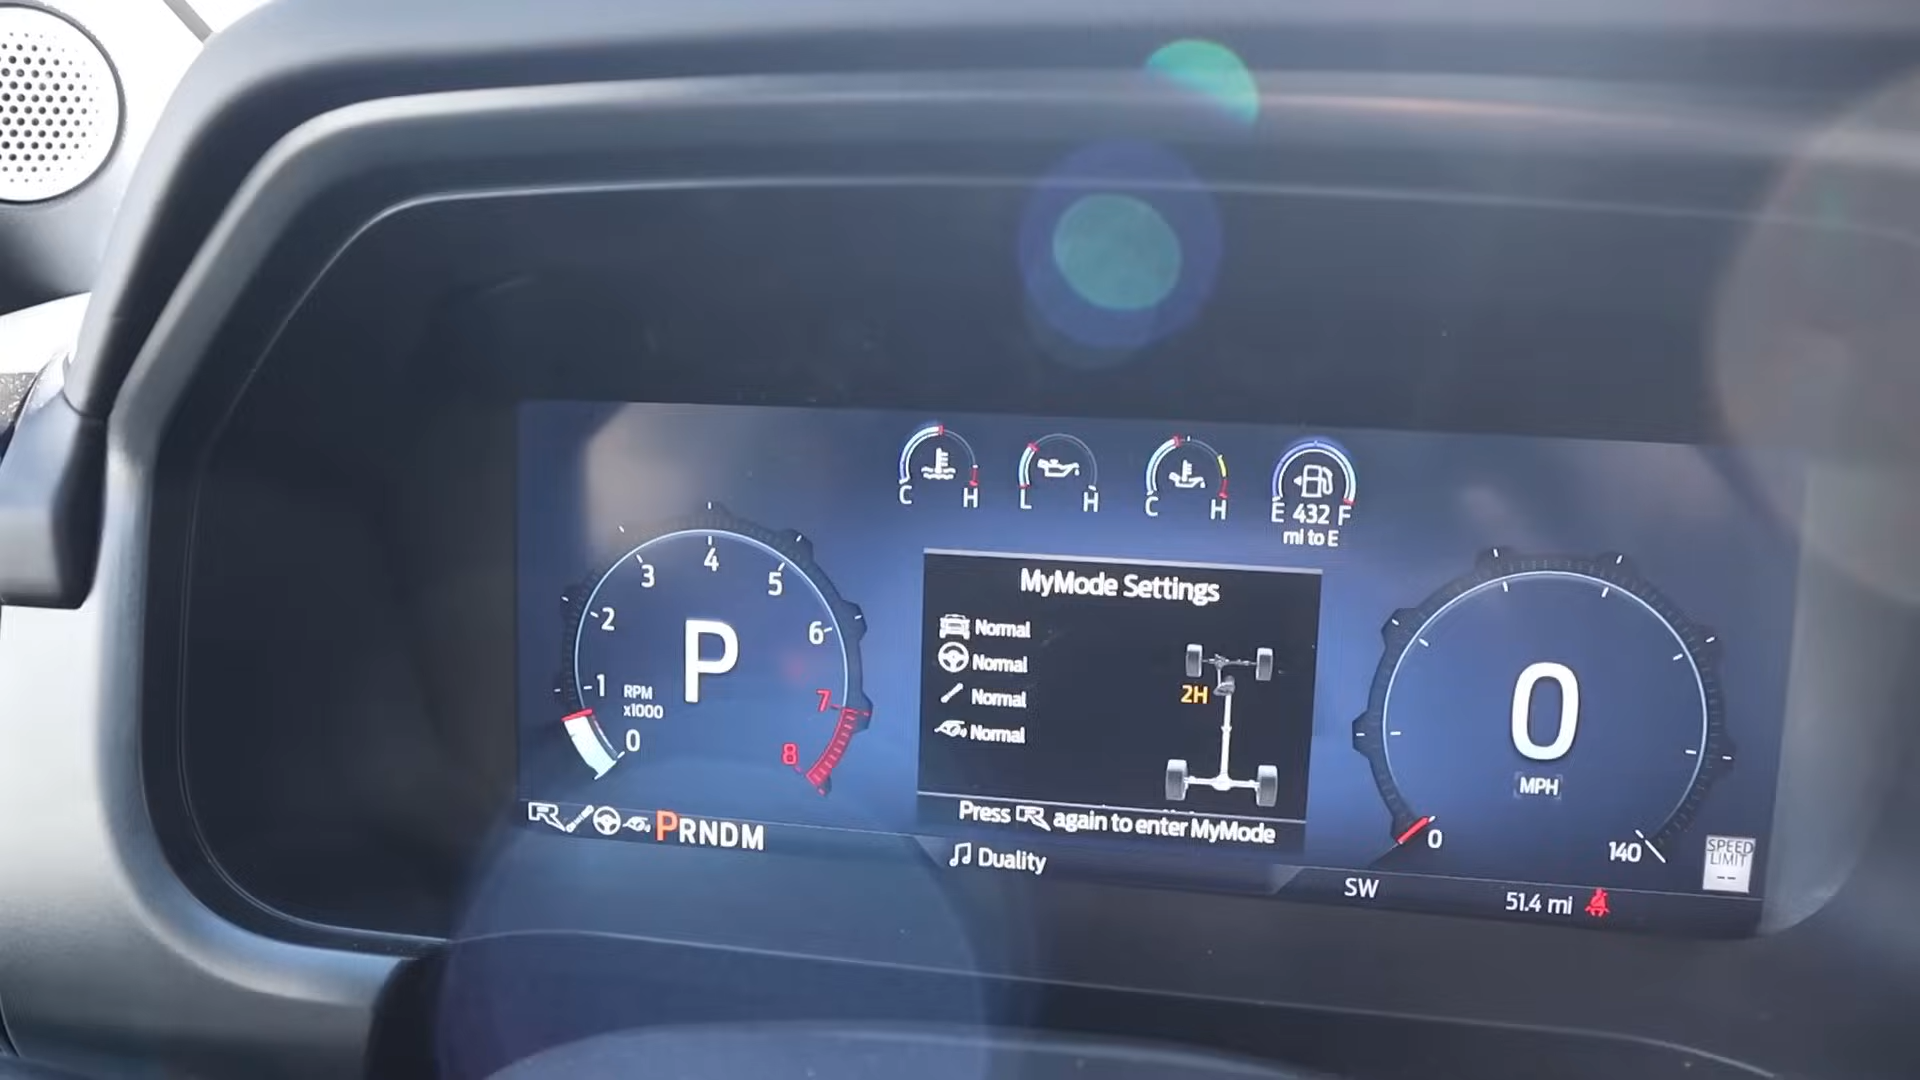 C H
L H
C H
E 432 F
mi to E
0
1
2
3
4
5
6
7
8
RPM
x1000
P
MyMode Settings
Normal
Normal
Normal
Normal
2H
Press R again to enter MyMode
0
MPH
0
140
SPEED
LIMIT
--
R PRNDM
Duality
SW
51.4 mi